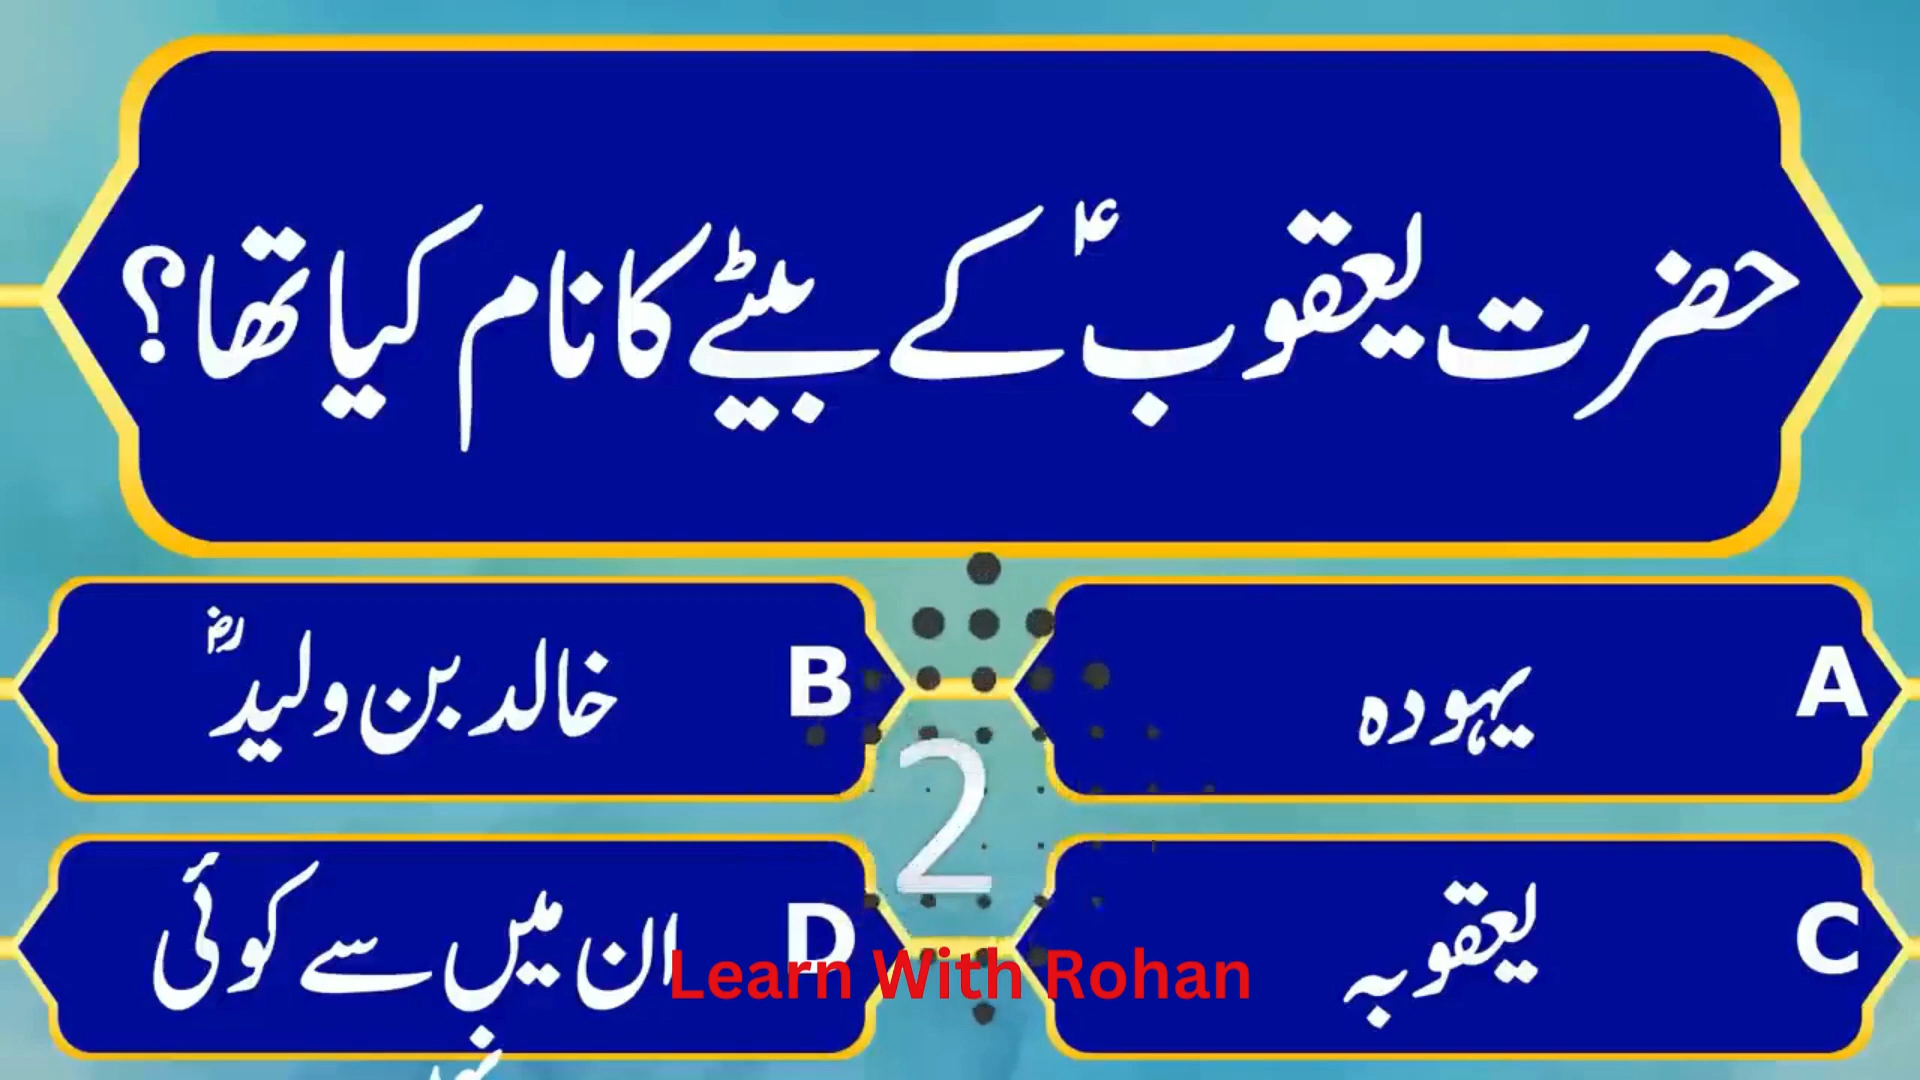 حضرت یعقوبؑ کے بیٹے کا نام کیا تھا؟
A یہودہ
B خالد بن ولیدؓ
2
C یعقوبہ
D ان میں سے کوئی
Learn With Rohan